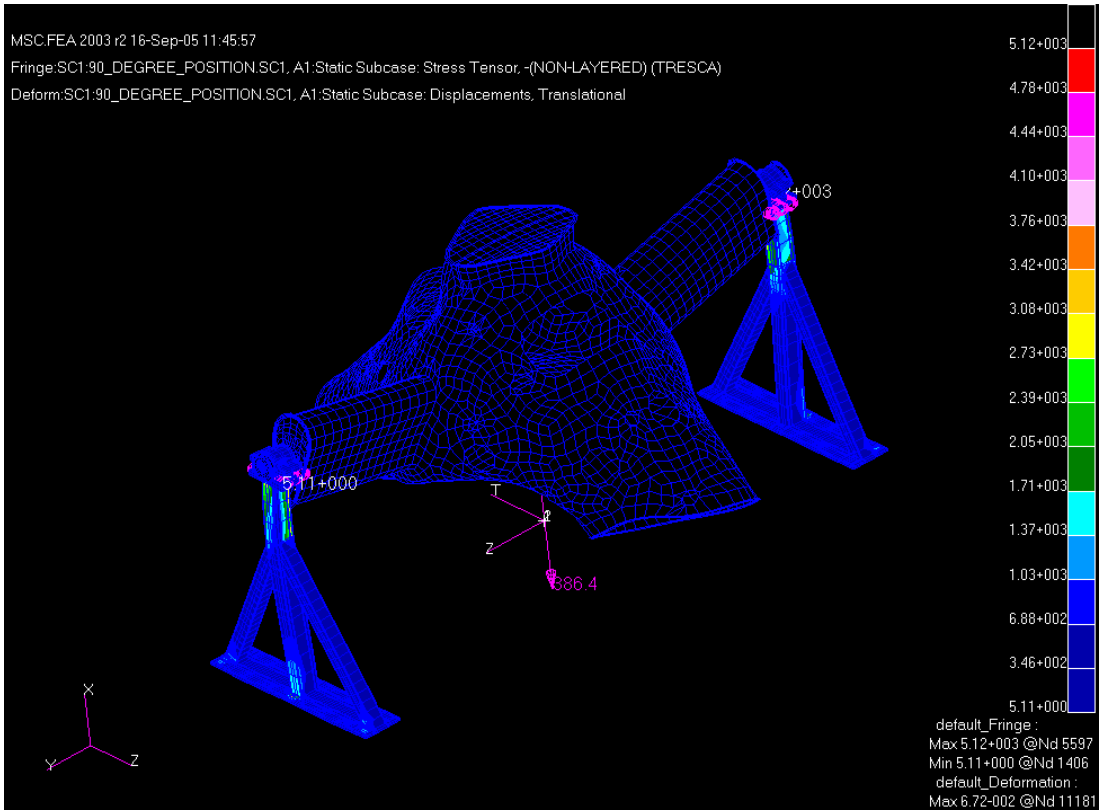 MSC.FEA 2003 r2 16-Sep-05 11:45:57
Fringe:SC1:90_DEGREE_POSITION.SC1, A1:Static Subcase: Stress Tensor, -(NON-LAYERED) (TRESCA)
Deform:SC1:90_DEGREE_POSITION.SC1, A1:Static Subcase: Displacements, Translational
5.12+003
4.78+003
4.44+003
4.10+003
3.76+003
3.42+003
3.08+003
2.73+003
2.39+003
2.05+003
1.71+003
1.37+003
1.03+003
6.88+002
3.46+002
5.11+000
default_Fringe :
Max 5.12+003 @Nd 5597
Min 5.11+000 @Nd 1406
default_Deformation :
Max 6.72-002 @Nd 11181
+003
5.11+000
T
Z
386.4
X
Y
Z